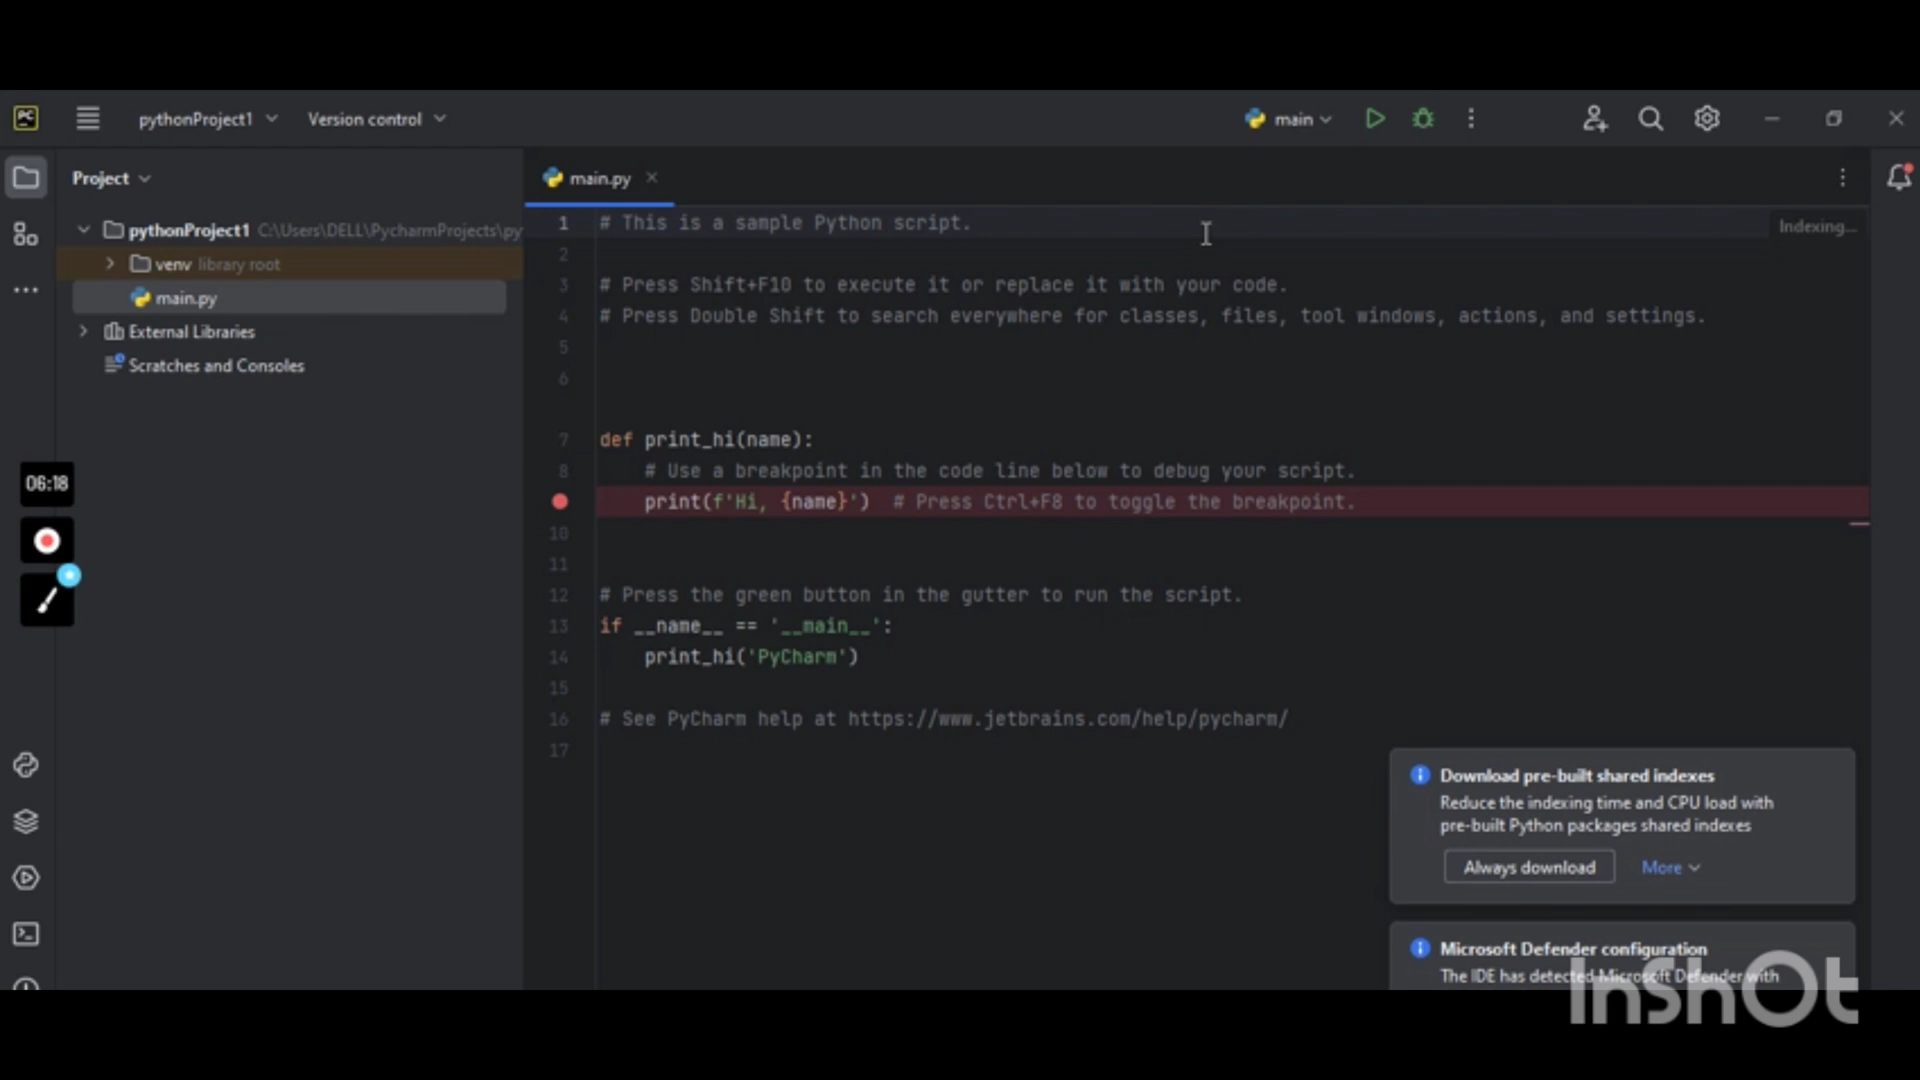 PC pythonProject1 Version control main
Project
main.py
pythonProject1 C:\Users\DELL\PycharmProjects\py
venv library root
main.py
External Libraries
Scratches and Consoles
06:18
Indexing...
1 # This is a sample Python script.
2
3 # Press Shift+F10 to execute it or replace it with your code.
4 # Press Double Shift to search everywhere for classes, files, tool windows, actions, and settings.
5
6
7 def print_hi(name):
8 # Use a breakpoint in the code line below to debug your script.
print(f'Hi, {name}') # Press Ctrl+F8 to toggle the breakpoint.
10
11
12 # Press the green button in the gutter to run the script.
13 if __name__ == '__main__':
14 print_hi('PyCharm')
15
16 # See PyCharm help at https://www.jetbrains.com/help/pycharm/
17
Download pre-built shared indexes
Reduce the indexing time and CPU load with
pre-built Python packages shared indexes
Always download More
Microsoft Defender configuration
The IDE has detected Microsoft Defender with
InShOt